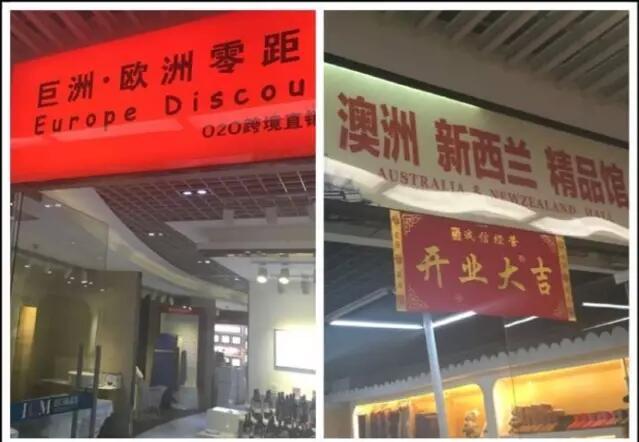 巨洲·欧洲零距
Europe Discou
O2O跨境直销
澳洲 新西兰 精品馆
AUSTRALIA & NEWZEALAND MALL
诚信经营
开业大吉